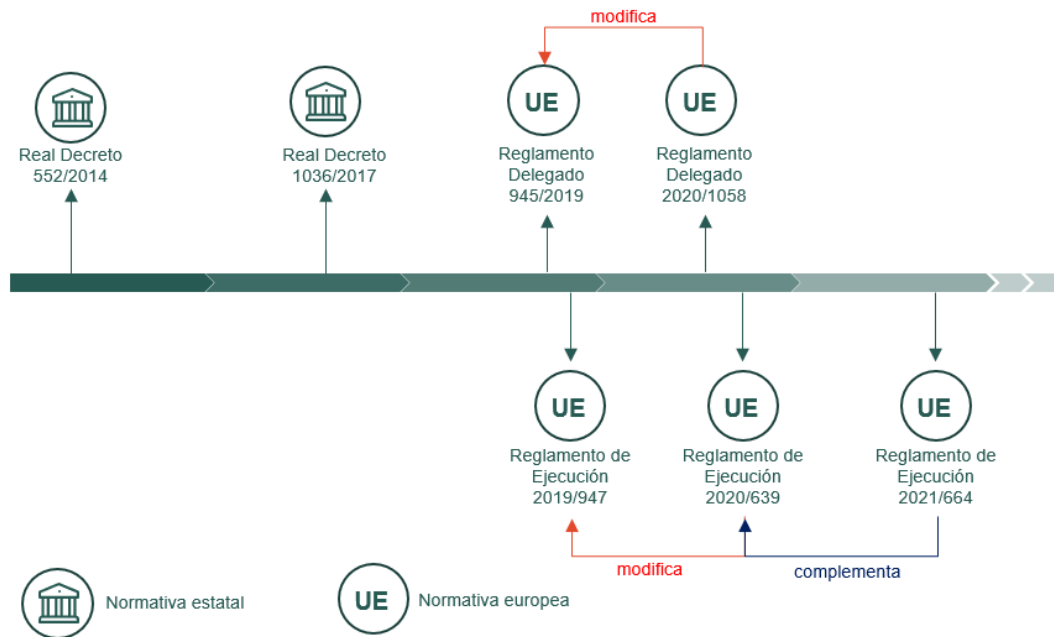 modifica
UE
UE
Real Decreto
552/2014
Real Decreto
1036/2017
Reglamento
Delegado
945/2019
Reglamento
Delegado
2020/1058
UE
UE
UE
Reglamento de
Ejecución
2019/947
Reglamento de
Ejecución
2020/639
Reglamento de
Ejecución
2021/664
modifica
complementa
Normativa estatal
UE
Normativa europea